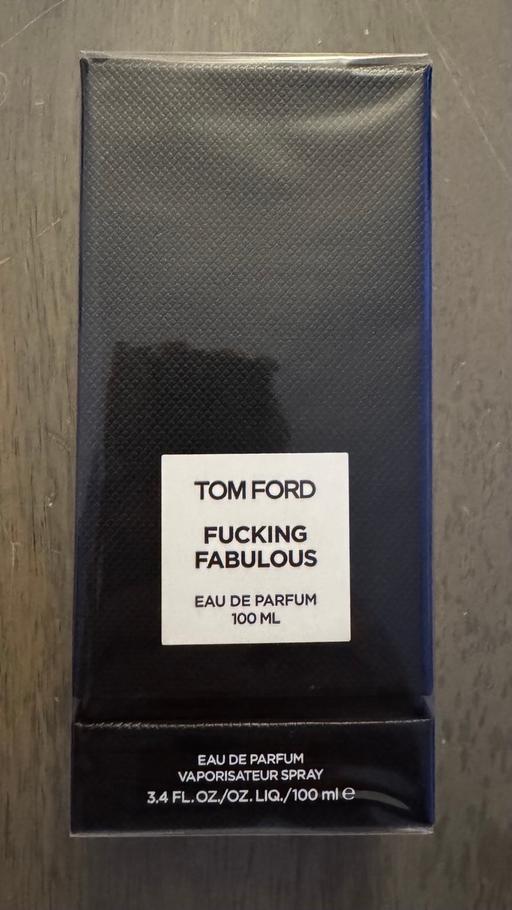 TOM FORD
FUCKING
FABULOUS
EAU DE PARFUM
100 ML
EAU DE PARFUM
VAPORISATEUR SPRAY
3.4 FL.OZ./OZ. LIQ./100 ml ℮